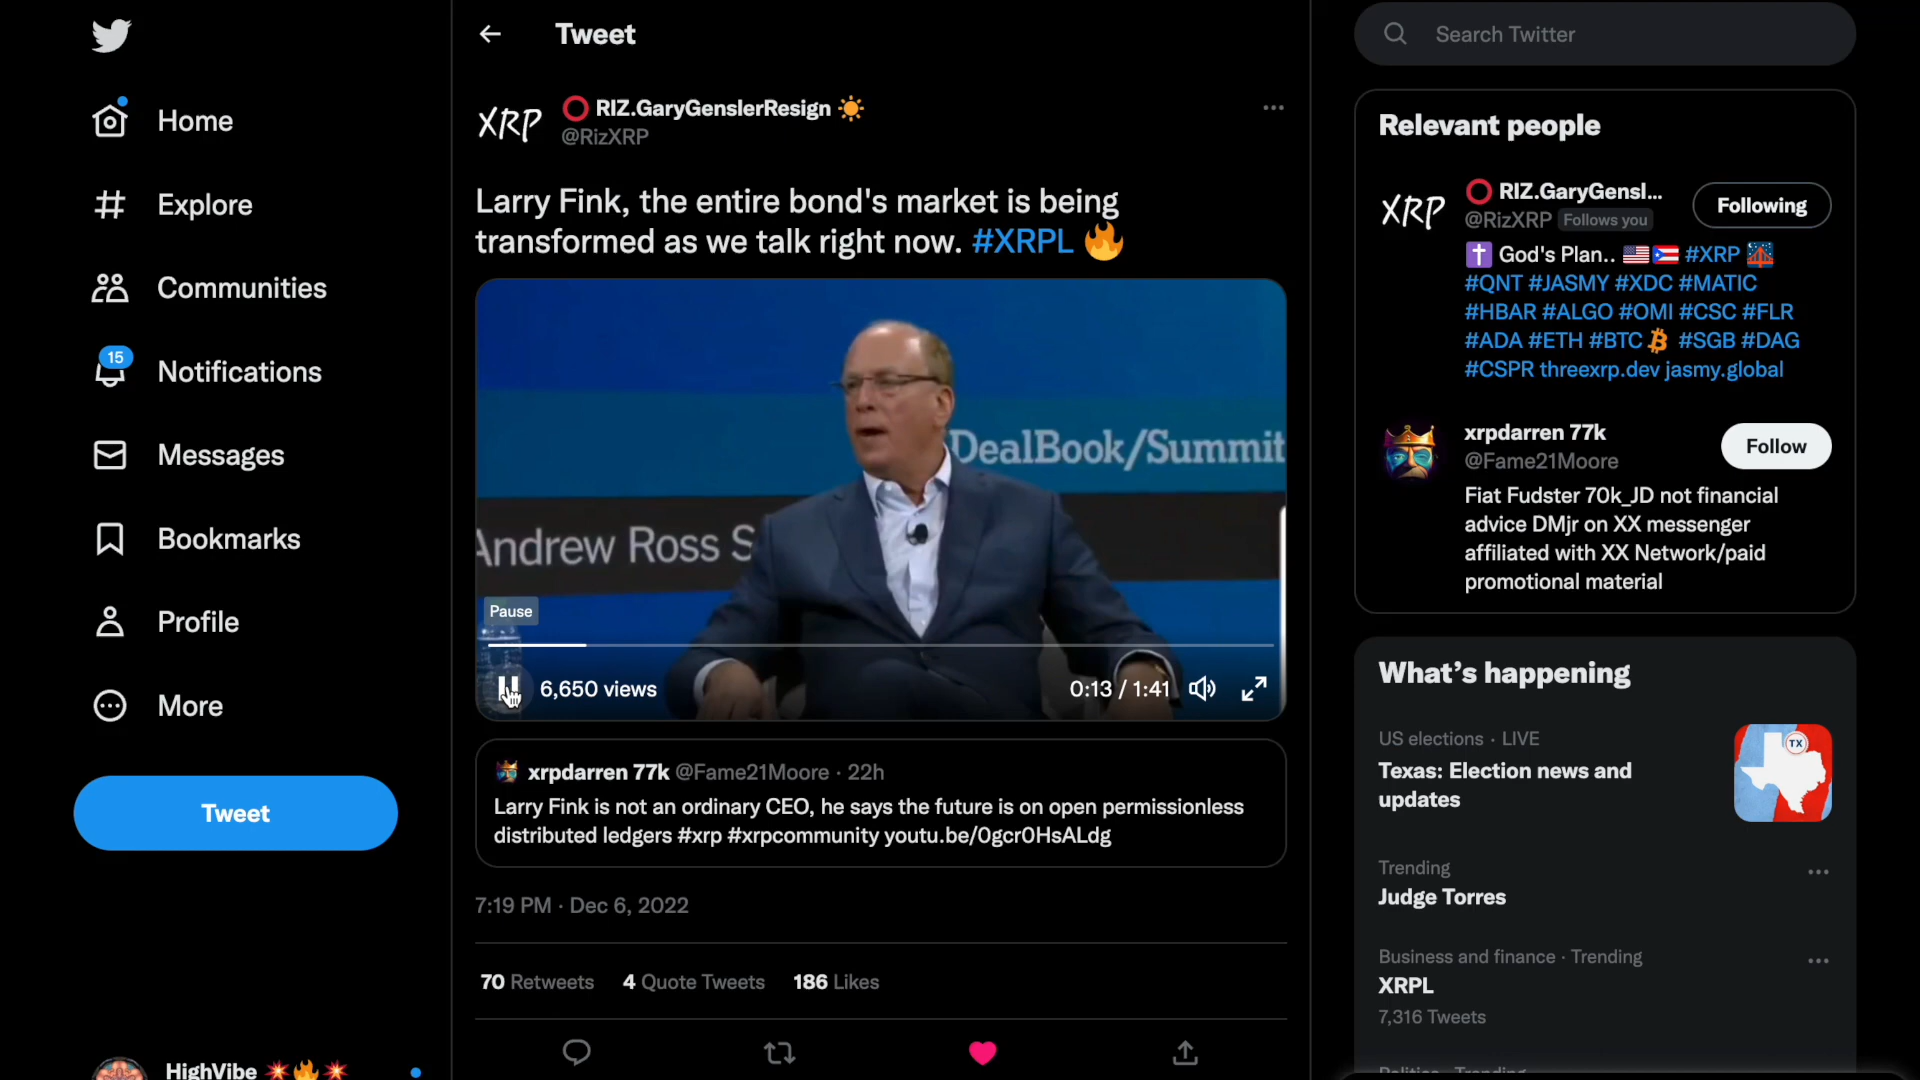 Home
Explore
Communities
15
Notifications
Messages
Bookmarks
Profile
More
Tweet
HighVibe 💥🔥💥
Tweet
XRP
⭕ RIZ.GaryGenslerResign ☀️
@RizXRP
Larry Fink, the entire bond's market is being
transformed as we talk right now. #XRPL 🔥
DealBook/Summit
Andrew Ross S
Pause
6,650 views
0:13 / 1:41
xrpdarren 77k @Fame21Moore · 22h
Larry Fink is not an ordinary CEO, he says the future is on open permissionless
distributed ledgers #xrp #xrpcommunity youtu.be/0gcr0HsALdg
7:19 PM · Dec 6, 2022
70 Retweets 4 Quote Tweets 186 Likes
Search Twitter
Relevant people
XRP
⭕ RIZ.GaryGensl...
@RizXRP Follows you
Following
✝️ God's Plan.. 🇺🇸🇵🇷 #XRP 🌉
#QNT #JASMY #XDC #MATIC
#HBAR #ALGO #OMI #CSC #FLR
#ADA #ETH #BTC #SGB #DAG
#CSPR threexrp.dev jasmy.global
xrpdarren 77k
@Fame21Moore
Follow
Fiat Fudster 70k_JD not financial
advice DMjr on XX messenger
affiliated with XX Network/paid
promotional material
What's happening
US elections · LIVE
Texas: Election news and
updates
TX
Trending
Judge Torres
Business and finance · Trending
XRPL
7,316 Tweets
Politics · Trending